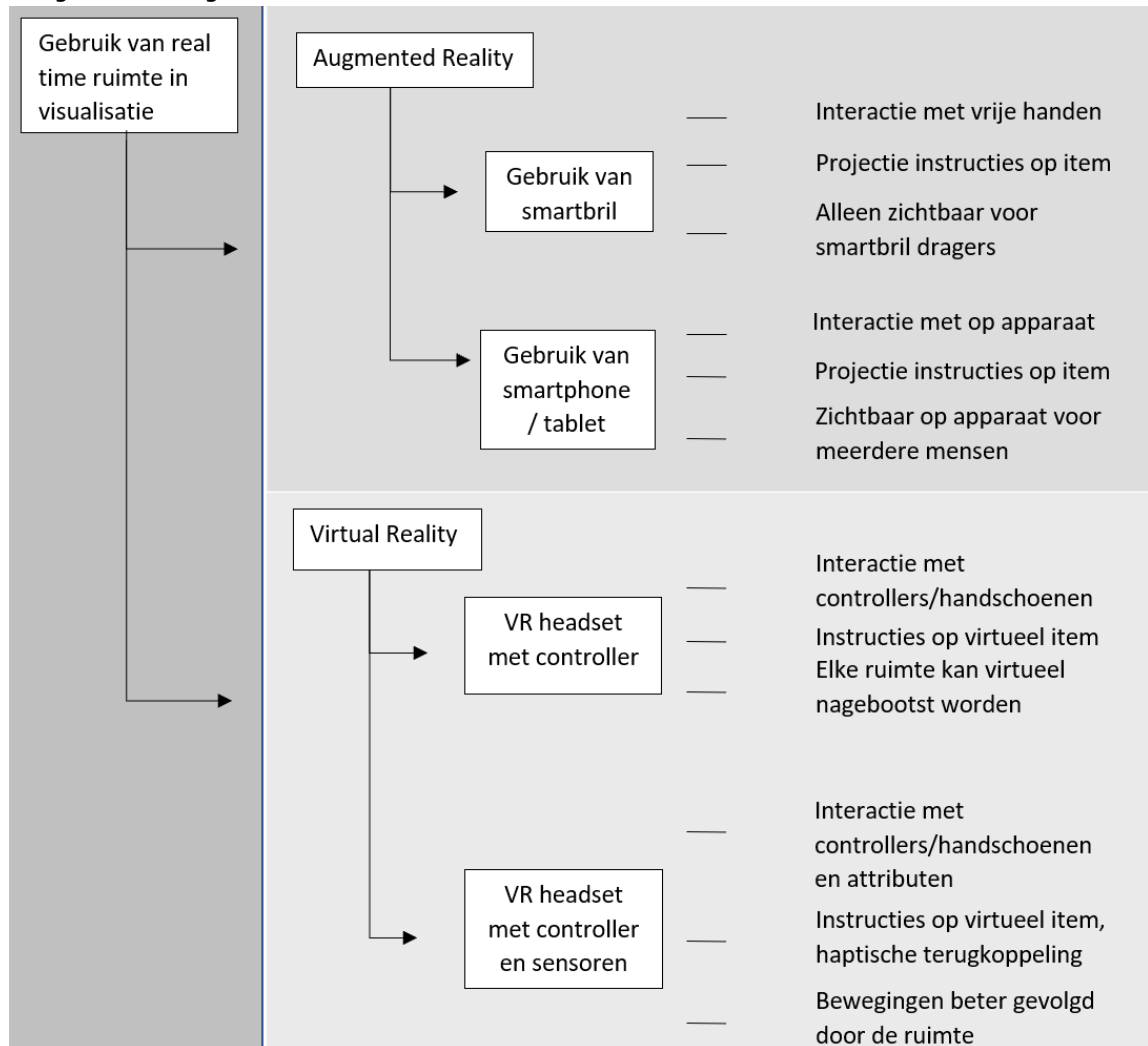 Gebruik van real
time ruimte in
visualisatie
Augmented Reality
Gebruik van
smartbril
Interactie met vrije handen
Projectie instructies op item
Alleen zichtbaar voor
smartbril dragers
Gebruik van
smartphone
/ tablet
Interactie met op apparaat
Projectie instructies op item
Zichtbaar op apparaat voor
meerdere mensen
Virtual Reality
VR headset
met controller
Interactie met
controllers/handschoenen
Instructies op virtueel item
Elke ruimte kan virtueel
nagebootst worden
VR headset
met controller
en sensoren
Interactie met
controllers/handschoenen
en attributen
Instructies op virtueel item,
haptische terugkoppeling
Bewegingen beter gevolgd
door de ruimte